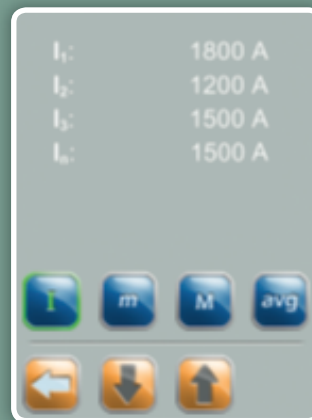 I₁: 1800 A
I₂: 1200 A
I₃: 1500 A
Iₙ: 1500 A
I m M avg